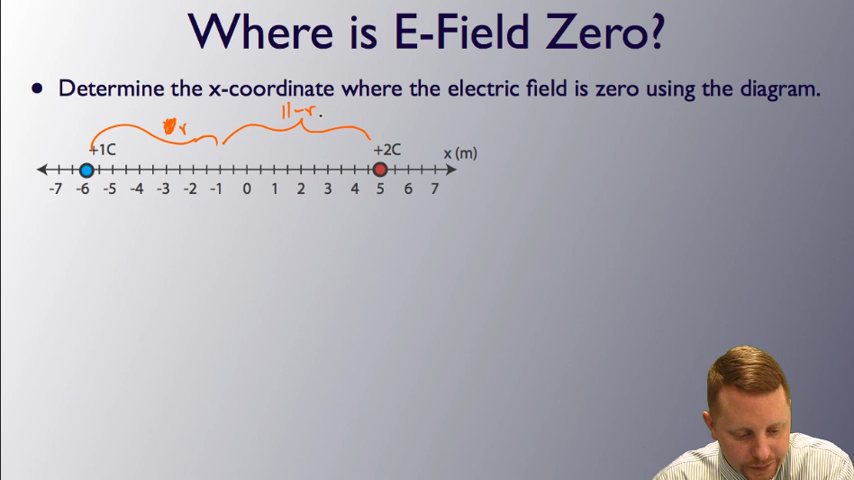 Where is E-Field Zero?
• Determine the x-coordinate where the electric field is zero using the diagram.
r 11-r.
+1C +2C x (m)
-7 -6 -5 -4 -3 -2 -1 0 1 2 3 4 5 6 7